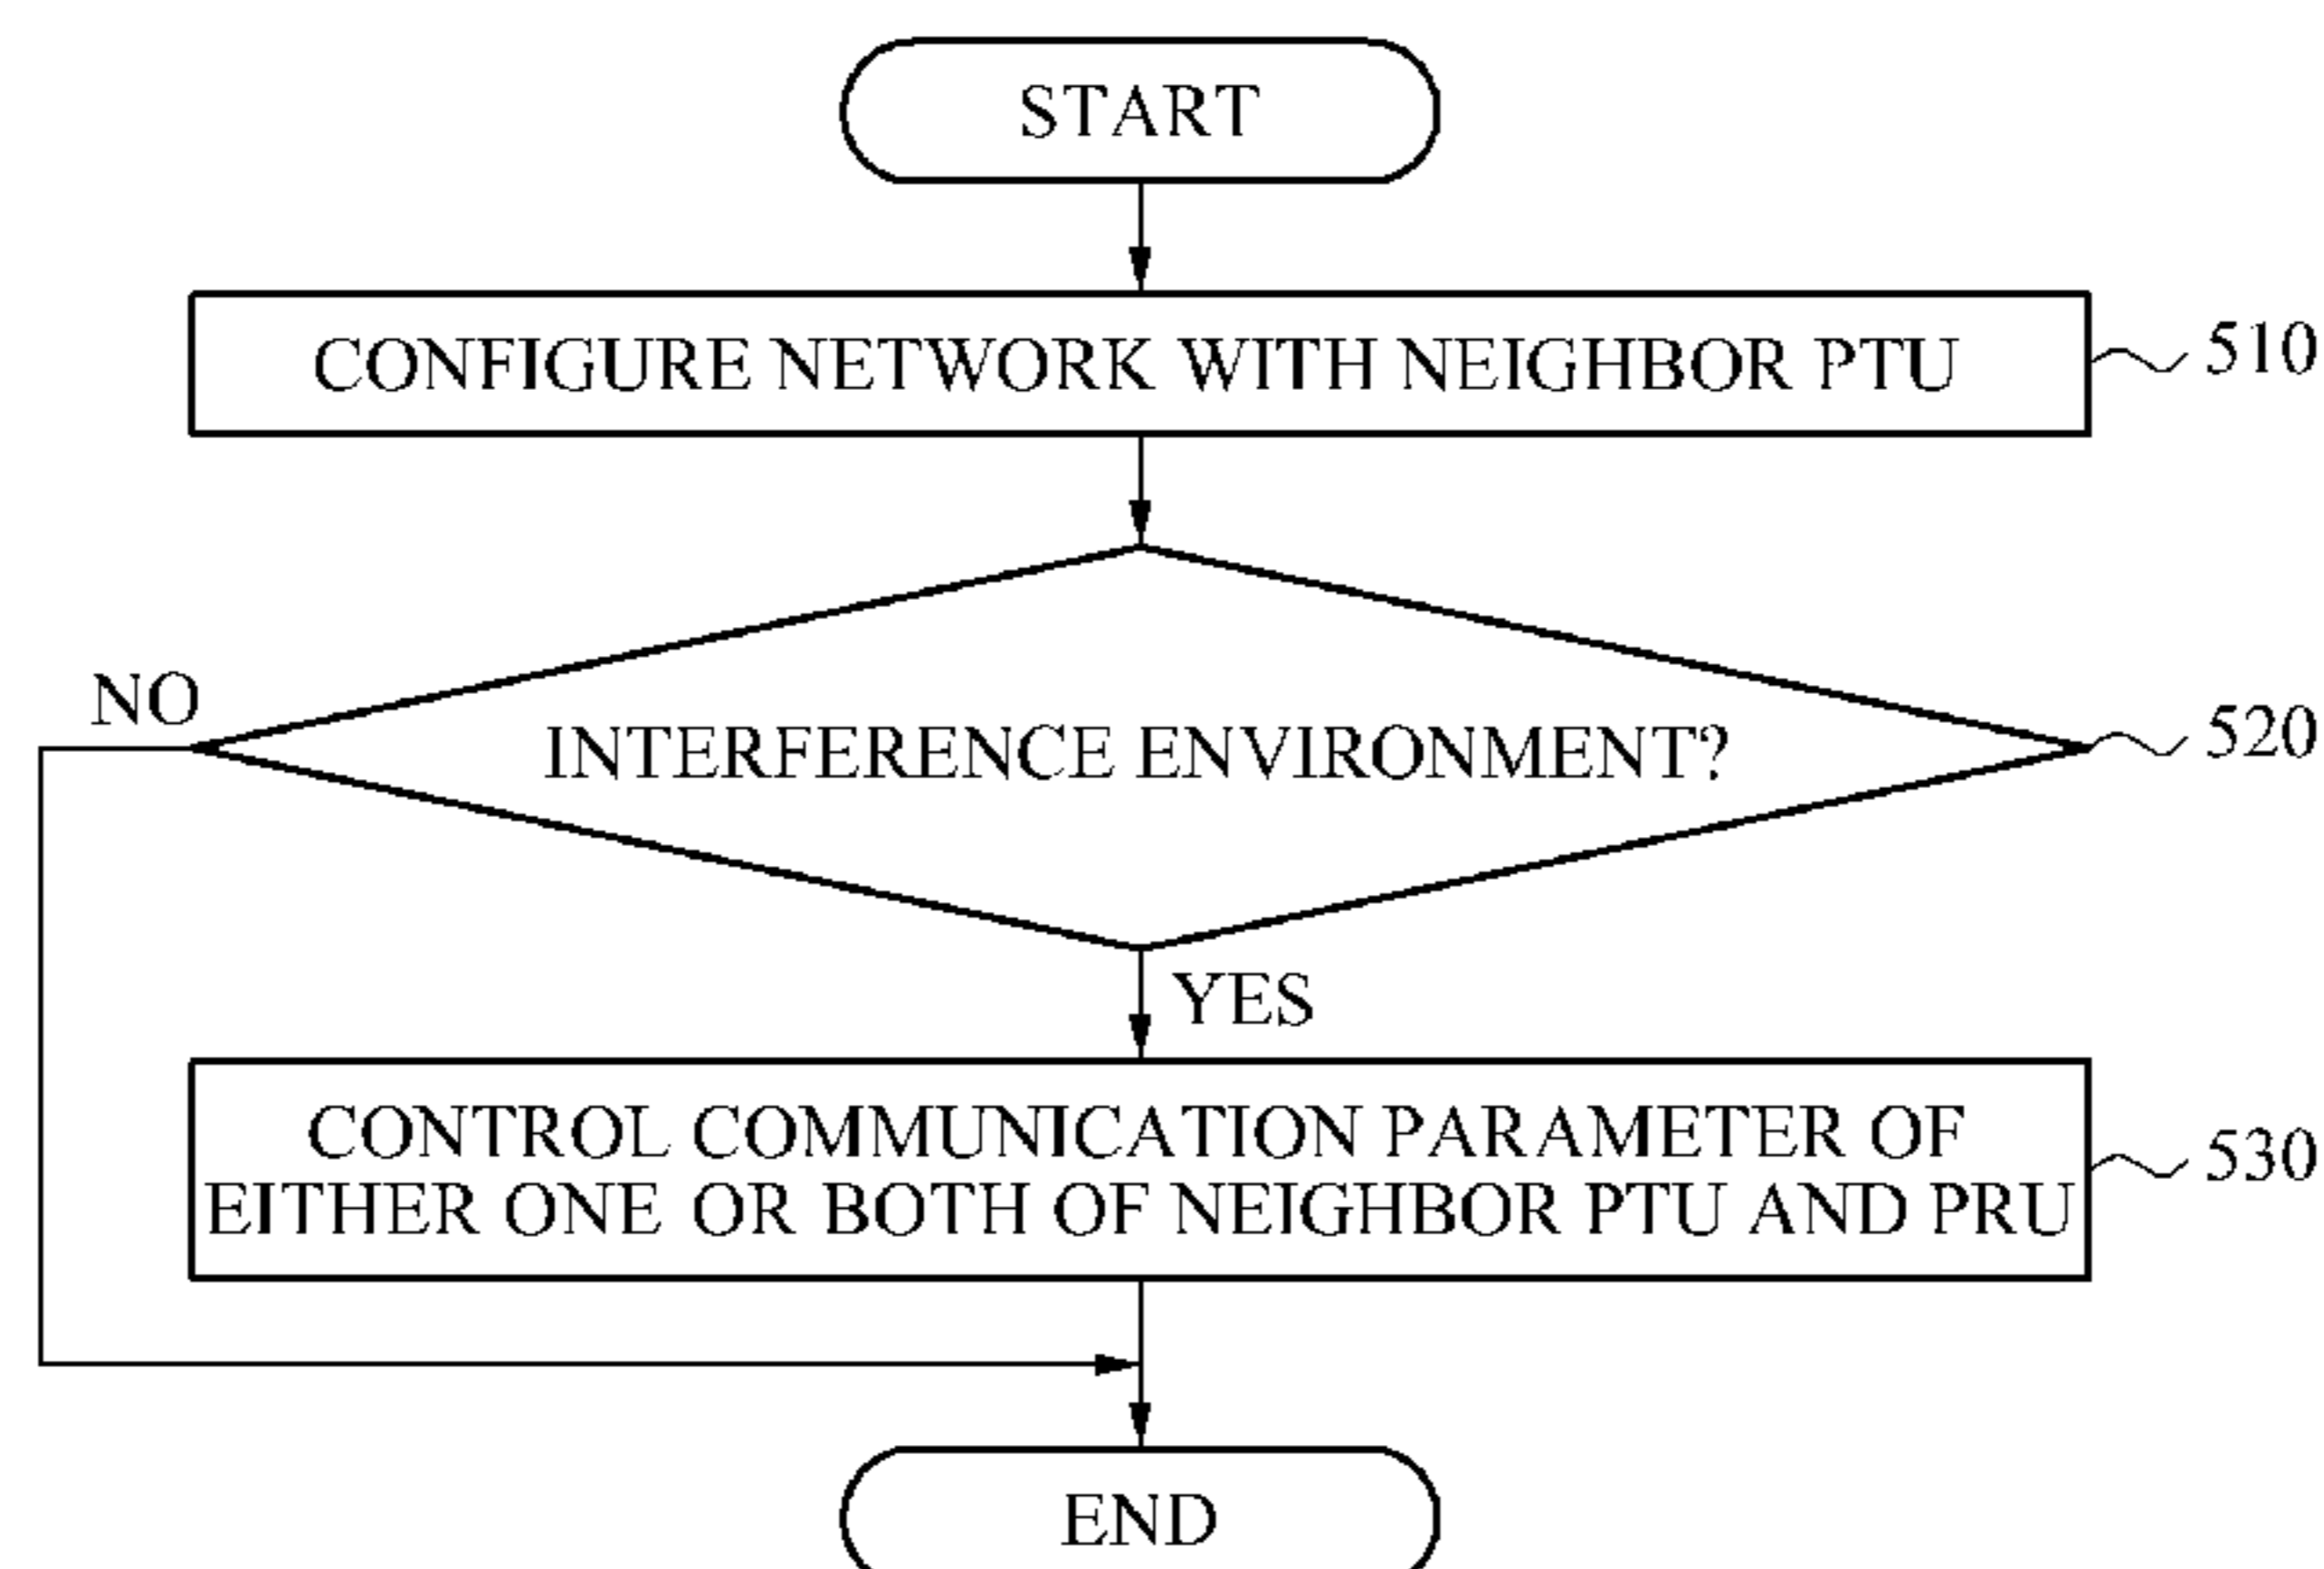 START
CONFIGURE NETWORK WITH NEIGHBOR PTU
510
NO
INTERFERENCE ENVIRONMENT?
520
YES
CONTROL COMMUNICATION PARAMETER OF
EITHER ONE OR BOTH OF NEIGHBOR PTU AND PRU
530
END